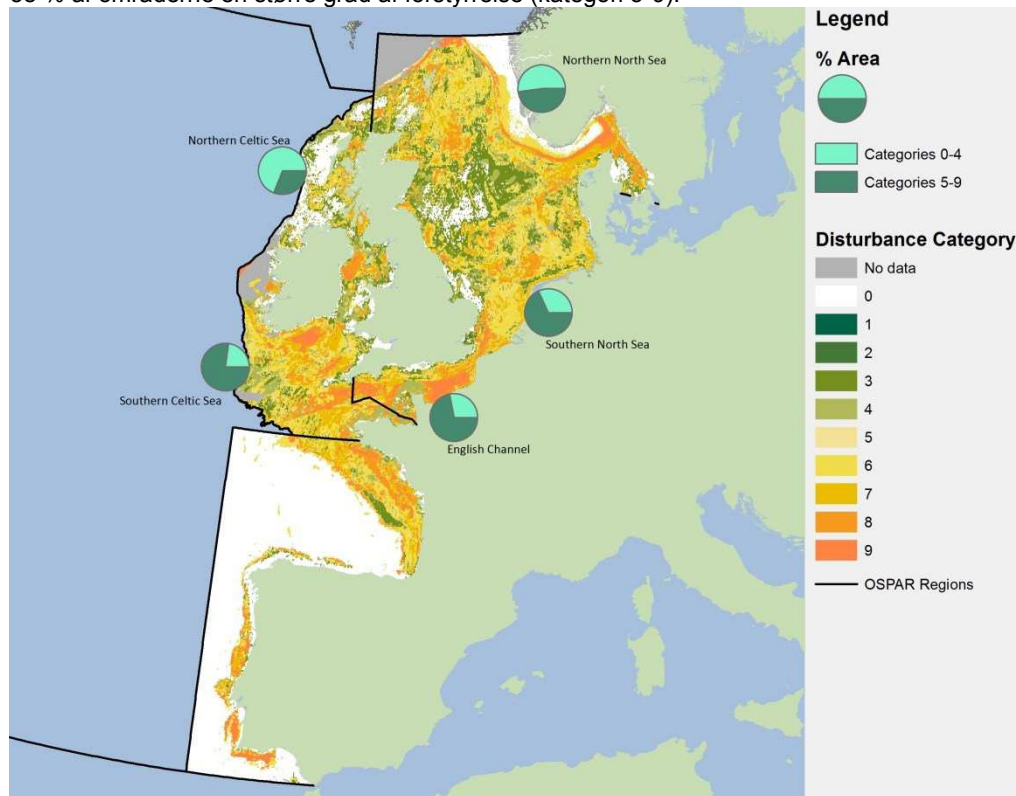 Northern North Sea
Northern Celtic Sea
Southern North Sea
Southern Celtic Sea
English Channel
Legend
% Area
Categories 0-4
Categories 5-9
Disturbance Category
No data
0
1
2
3
4
5
6
7
8
9
OSPAR Regions